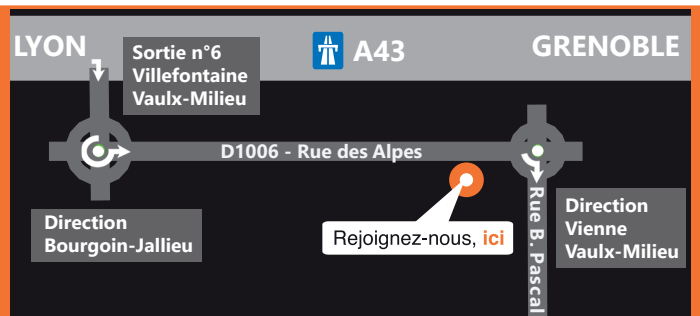 LYON
Sortie n°6
Villefontaine
Vaulx-Milieu
A43
GRENOBLE
D1006 - Rue des Alpes
Direction
Bourgoin-Jallieu
Rejoignez-nous, ici
Rue B. Pascal
Direction
Vienne
Vaulx-Milieu